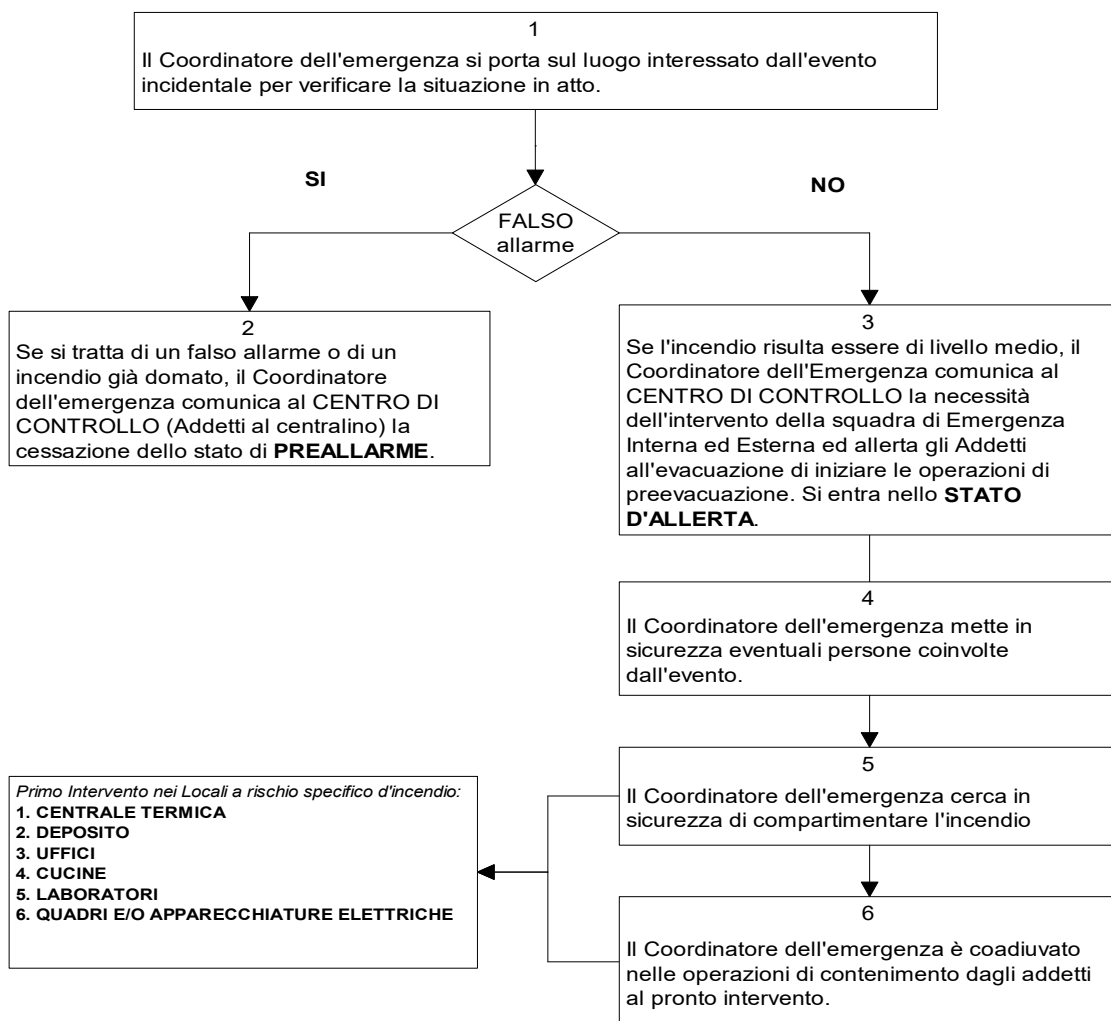 1
Il Coordinatore dell'emergenza si porta sul luogo interessato dall'evento
incidentale per verificare la situazione in atto.
SI
NO
FALSO
allarme
2
Se si tratta di un falso allarme o di un
incendio già domato, il Coordinatore
dell'emergenza comunica al CENTRO DI
CONTROLLO (Addetti al centralino) la
cessazione dello stato di PREALLARME.
3
Se l'incendio risulta essere di livello medio, il
Coordinatore dell'Emergenza comunica al
CENTRO DI CONTROLLO la necessità
dell'intervento della squadra di Emergenza
Interna ed Esterna ed allerta gli Addetti
all'evacuazione di iniziare le operazioni di
preevacuazione. Si entra nello STATO
D'ALLERTA.
4
Il Coordinatore dell'emergenza mette in
sicurezza eventuali persone coinvolte
dall'evento.
5
Il Coordinatore dell'emergenza cerca in
sicurezza di compartimentare l'incendio
Primo Intervento nei Locali a rischio specifico d'incendio:
1. CENTRALE TERMICA
2. DEPOSITO
3. UFFICI
4. CUCINE
5. LABORATORI
6. QUADRI E/O APPARECCHIATURE ELETTRICHE
6
Il Coordinatore dell'emergenza è coadiuvato
nelle operazioni di contenimento dagli addetti
al pronto intervento.